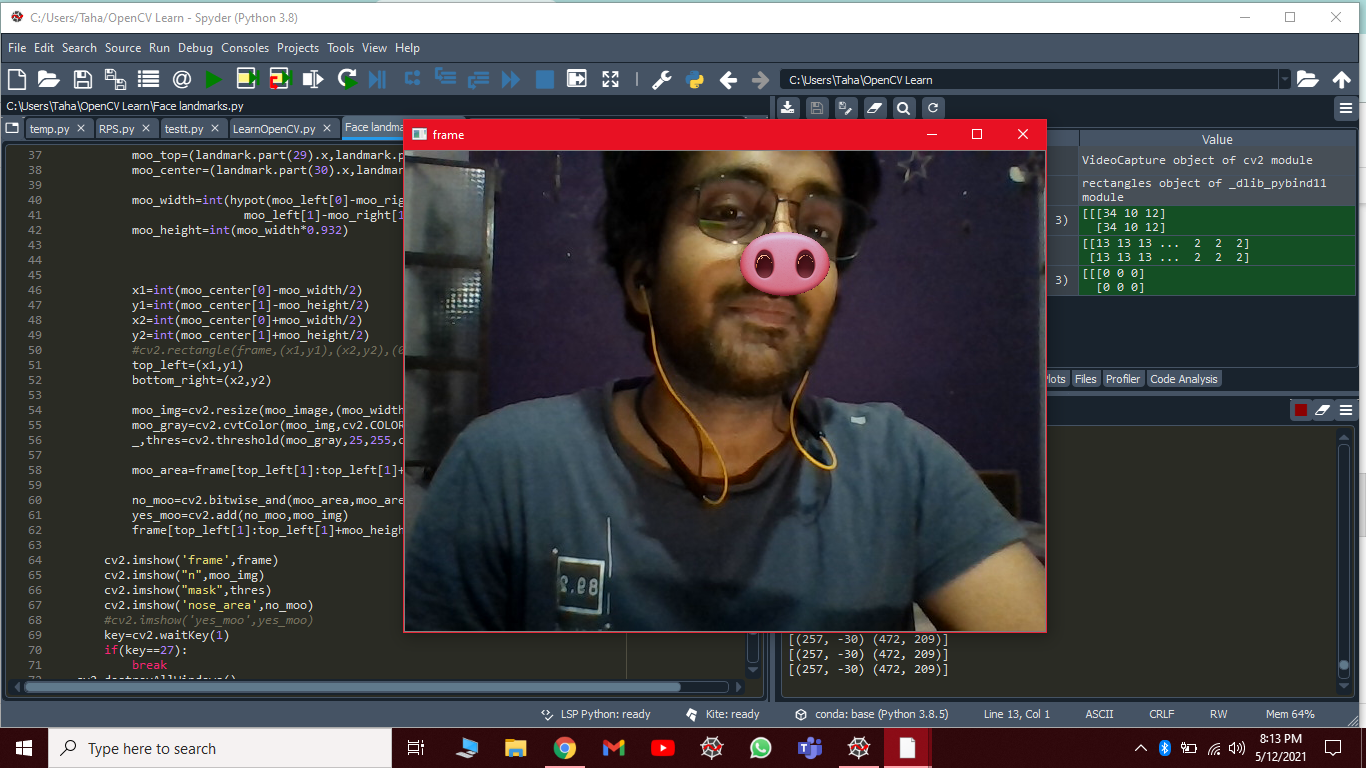 C:/Users/Taha/OpenCV Learn - Spyder (Python 3.8)
File Edit Search Source Run Debug Consoles Projects Tools View Help
C:\Users\Taha\OpenCV Learn
C:\Users\Taha\OpenCV Learn\Face landmarks.py
temp.py RPS.py testt.py LearnOpenCV.py Face landma
frame
Value
37 moo_top=(landmark.part(29).x,landmark.p
38 moo_center=(landmark.part(30).x,landmar
39
40 moo_width=int(hypot(moo_left[0]-moo_rig
41 moo_left[1]-moo_right[1
42 moo_height=int(moo_width*0.932)
43
44
45
46 x1=int(moo_center[0]-moo_width/2)
47 y1=int(moo_center[1]-moo_height/2)
48 x2=int(moo_center[0]+moo_width/2)
49 y2=int(moo_center[1]+moo_height/2)
50 #cv2.rectangle(frame,(x1,y1),(x2,y2),(
51 top_left=(x1,y1)
52 bottom_right=(x2,y2)
53
54 moo_img=cv2.resize(moo_image,(moo_width
55 moo_gray=cv2.cvtColor(moo_img,cv2.COLOR
56 _,thres=cv2.threshold(moo_gray,25,255,c
57
58 moo_area=frame[top_left[1]:top_left[1]+
59
60 no_moo=cv2.bitwise_and(moo_area,moo_are
61 yes_moo=cv2.add(no_moo,moo_img)
62 frame[top_left[1]:top_left[1]+moo_heigh
63
64 cv2.imshow('frame',frame)
65 cv2.imshow("n",moo_img)
66 cv2.imshow("mask",thres)
67 cv2.imshow('nose_area',no_moo)
68 #cv2.imshow('yes_moo',yes_moo)
69 key=cv2.waitKey(1)
70 if(key==27):
71 break
VideoCapture object of cv2 module
rectangles object of _dlib_pybind11
module
3) [[[34 10 12]
[34 10 12]
[[13 13 13 ... 2 2 2]
[13 13 13 ... 2 2 2]
3) [[[0 0 0]
[0 0 0]
lots Files Profiler Code Analysis
[(257, -30) (472, 209)]
[(257, -30) (472, 209)]
[(257, -30) (472, 209)]
LSP Python: ready Kite: ready conda: base (Python 3.8.5) Line 13, Col 1 ASCII CRLF RW Mem 64%
Type here to search
8:13 PM
5/12/2021